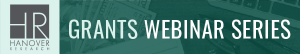 HR
HANOVER
RESEARCH
GRANTS WEBINAR SERIES